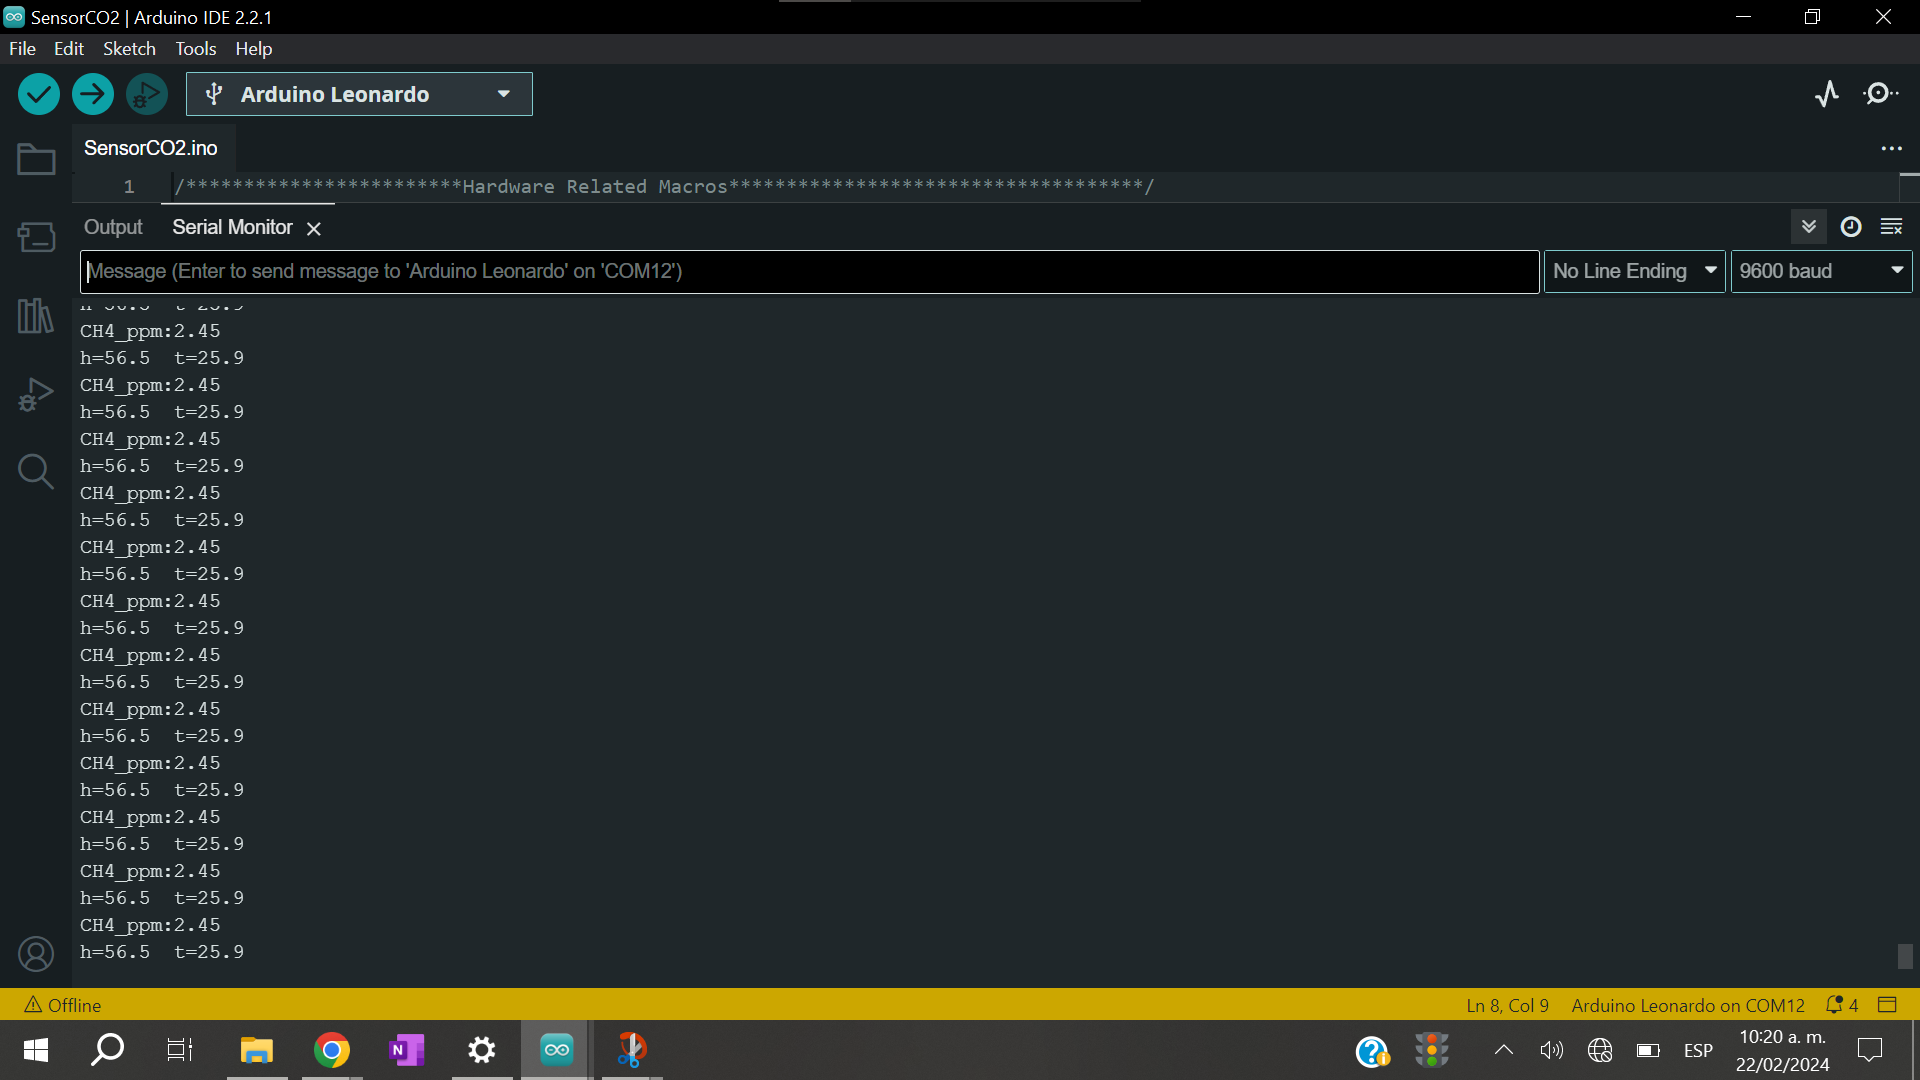 SensorCO2 | Arduino IDE 2.2.1
File Edit Sketch Tools Help
Arduino Leonardo
SensorCO2.ino
1 /************************Hardware Related Macros************************************/
Output Serial Monitor
Message (Enter to send message to 'Arduino Leonardo' on 'COM12') No Line Ending 9600 baud
CH4_ppm:2.45
h=56.5 t=25.9
CH4_ppm:2.45
h=56.5 t=25.9
CH4_ppm:2.45
h=56.5 t=25.9
CH4_ppm:2.45
h=56.5 t=25.9
CH4_ppm:2.45
h=56.5 t=25.9
CH4_ppm:2.45
h=56.5 t=25.9
CH4_ppm:2.45
h=56.5 t=25.9
CH4_ppm:2.45
h=56.5 t=25.9
CH4_ppm:2.45
h=56.5 t=25.9
CH4_ppm:2.45
h=56.5 t=25.9
CH4_ppm:2.45
h=56.5 t=25.9
CH4_ppm:2.45
h=56.5 t=25.9
Offline Ln 8, Col 9 Arduino Leonardo on COM12 4
N ESP 10:20 a. m.
22/02/2024